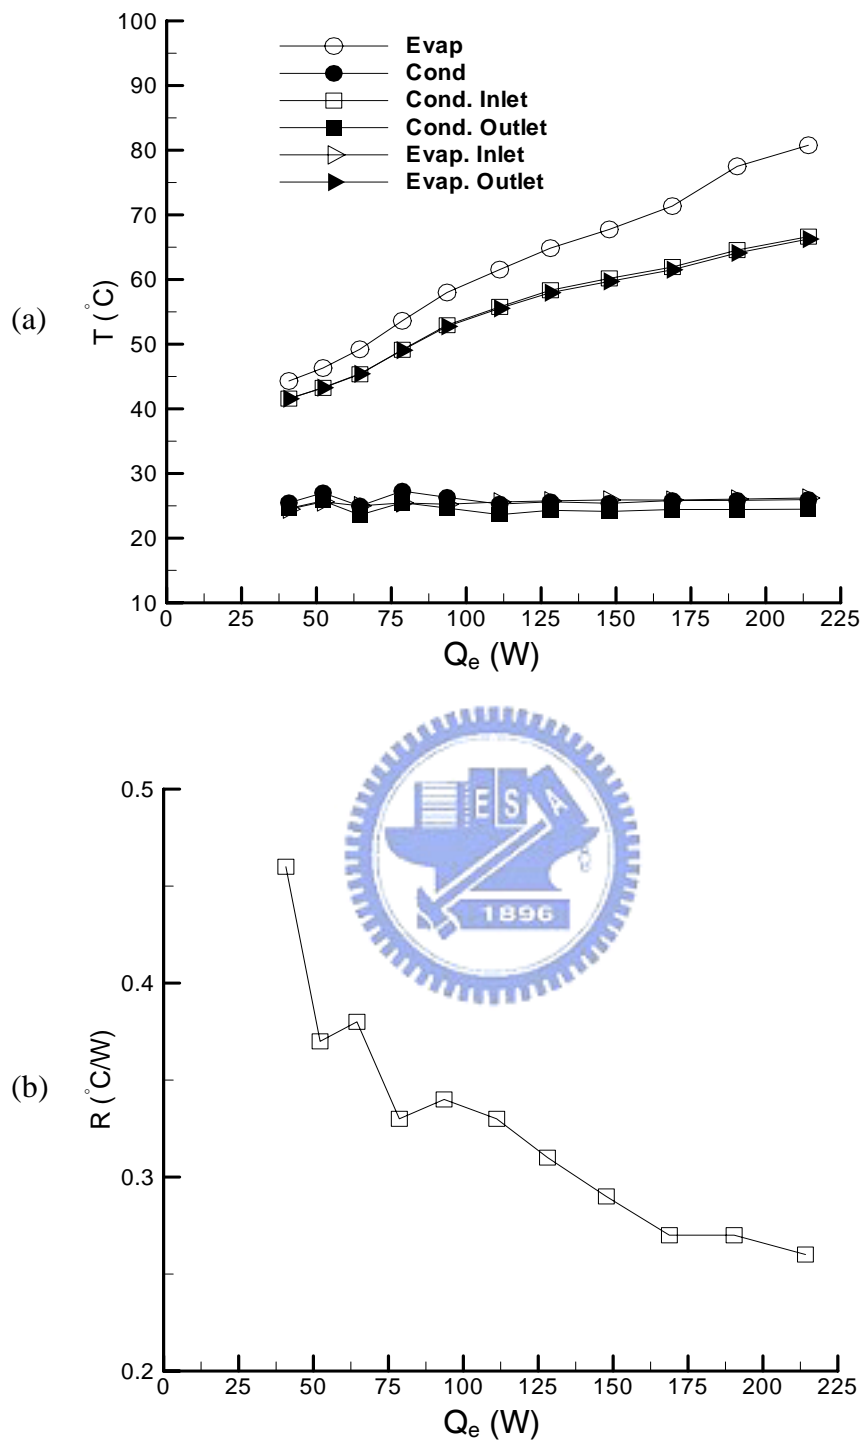 100
90
80
70
60
50
40
30
20
10
T (°C)
(a)
Evap
Cond
Cond. Inlet
Cond. Outlet
Evap. Inlet
Evap. Outlet
0 25 50 75 100 125 150 175 200 225
Qe (W)
E S A
1896
0.5
0.4
0.3
0.2
R (°C/W)
(b)
0 25 50 75 100 125 150 175 200 225
Qe (W)